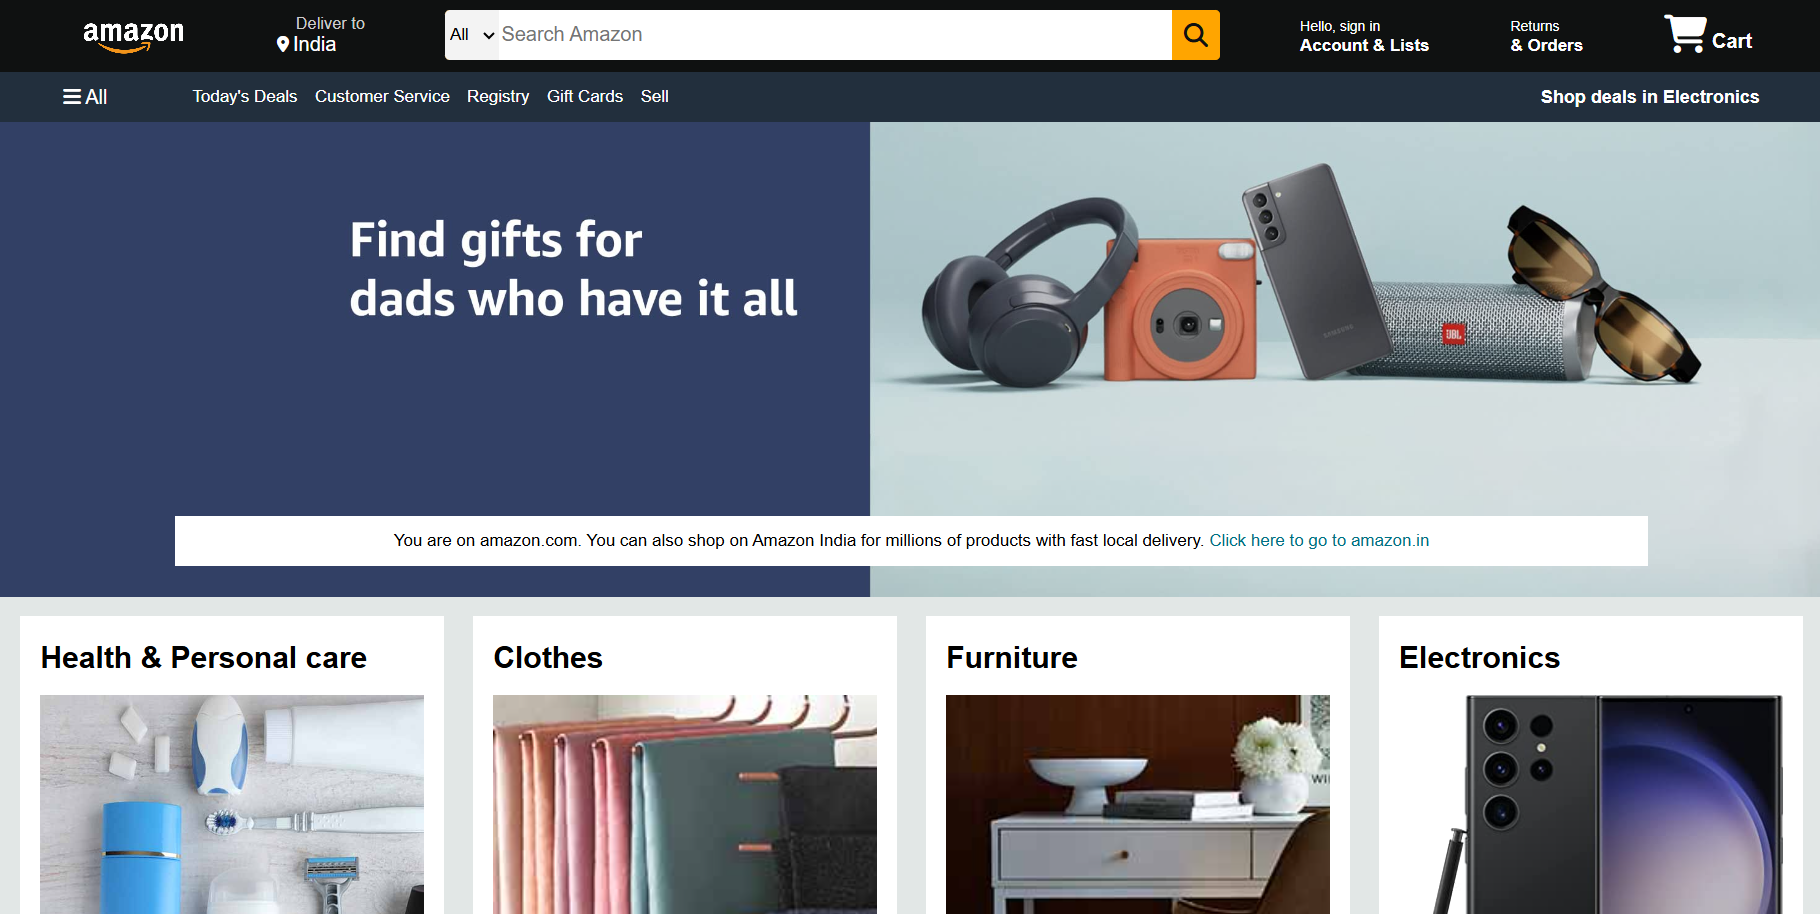 amazon
Deliver to
India
All
Search Amazon
Hello, sign in
Account & Lists
Returns
& Orders
Cart
All
Today's Deals
Customer Service
Registry
Gift Cards
Sell
Shop deals in Electronics
Find gifts for
dads who have it all
SAMSUNG
JBL
You are on amazon.com. You can also shop on Amazon India for millions of products with fast local delivery. Click here to go to amazon.in
Health & Personal care
Clothes
Furniture
Electronics
WI